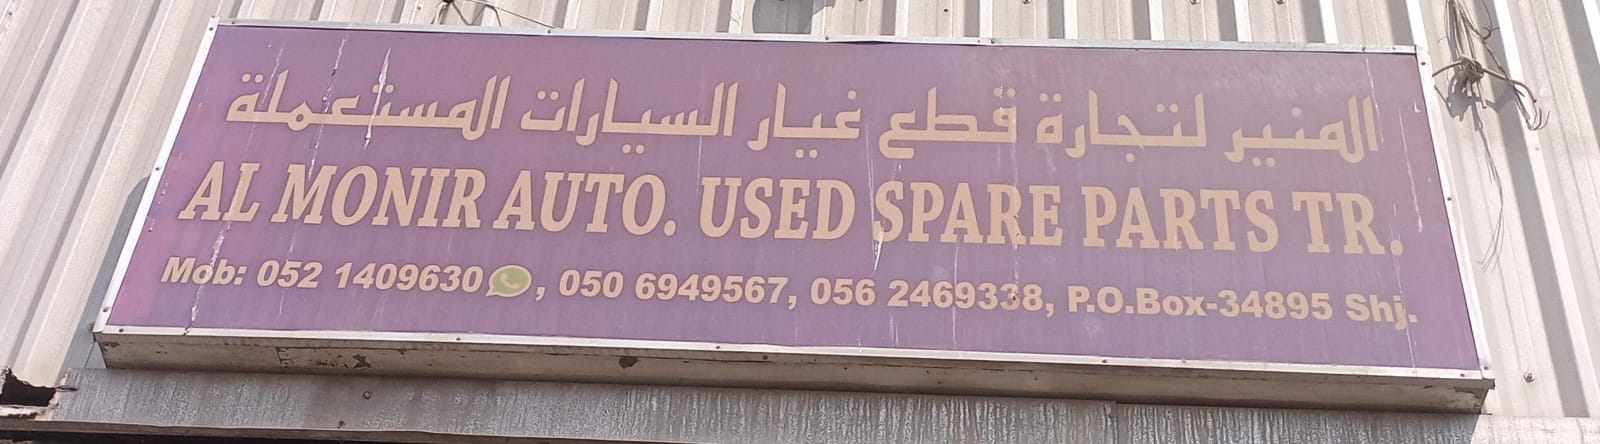 المنير لتجارة قطع غيار السيارات المستعملة
AL MONIR AUTO. USED SPARE PARTS TR.
Mob: 052 1409630, 050 6949567, 056 2469338, P.O.Box-34895 Shj.